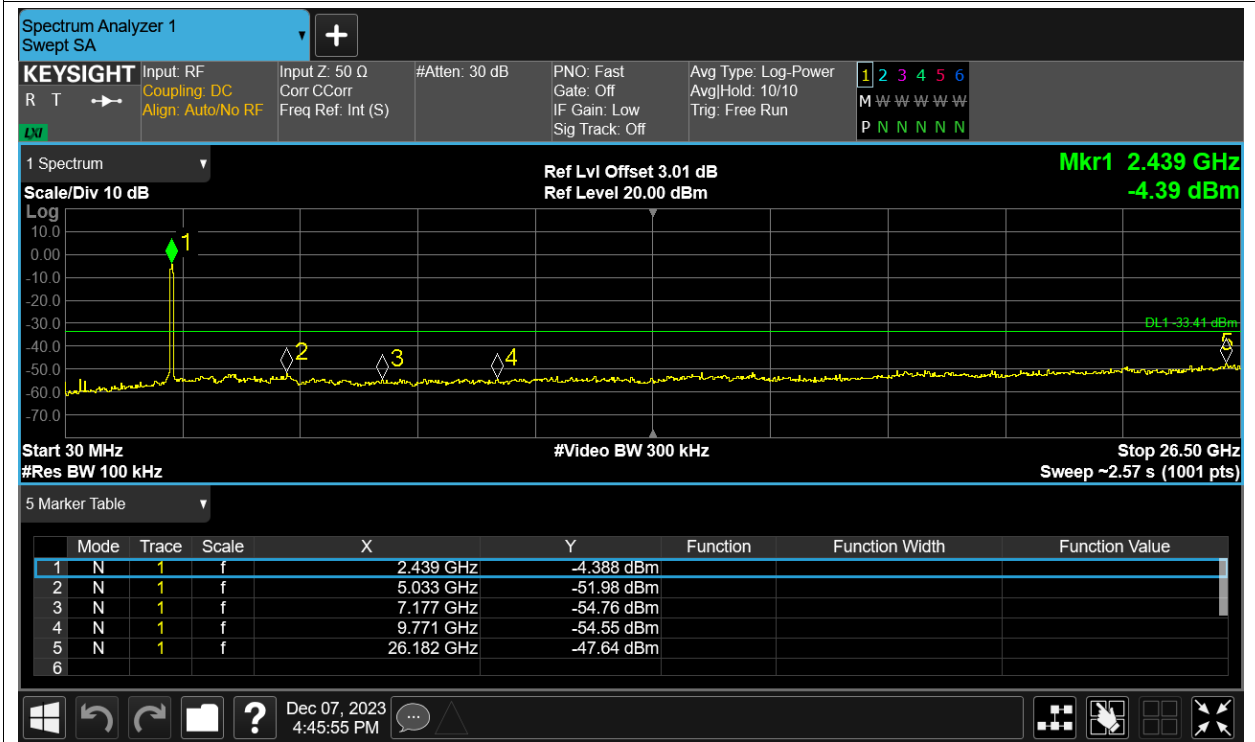 Spectrum Analyzer 1
Swept SA
+
KEYSIGHT
R T
LXI
Input: RF
Coupling: DC
Align: Auto/No RF
Input Z: 50 Ω
Corr CCorr
Freq Ref: Int (S)
#Atten: 30 dB
PNO: Fast
Gate: Off
IF Gain: Low
Sig Track: Off
Avg Type: Log-Power
Avg|Hold: 10/10
Trig: Free Run
1 2 3 4 5 6
M W W W W W
P N N N N N
1 Spectrum
Scale/Div 10 dB
Ref Lvl Offset 3.01 dB
Ref Level 20.00 dBm
Mkr1 2.439 GHz
-4.39 dBm
Log
10.0
0.00
-10.0
-20.0
-30.0
-40.0
-50.0
-60.0
-70.0
1
2
3
4
5
DL1 -33.41 dBm
Start 30 MHz
#Video BW 300 kHz
Stop 26.50 GHz
#Res BW 100 kHz
Sweep ~2.57 s (1001 pts)
5 Marker Table
Mode Trace Scale X Y Function Function Width Function Value
1 N 1 f 2.439 GHz -4.388 dBm
2 N 1 f 5.033 GHz -51.98 dBm
3 N 1 f 7.177 GHz -54.76 dBm
4 N 1 f 9.771 GHz -54.55 dBm
5 N 1 f 26.182 GHz -47.64 dBm
6
?
Dec 07, 2023
4:45:55 PM